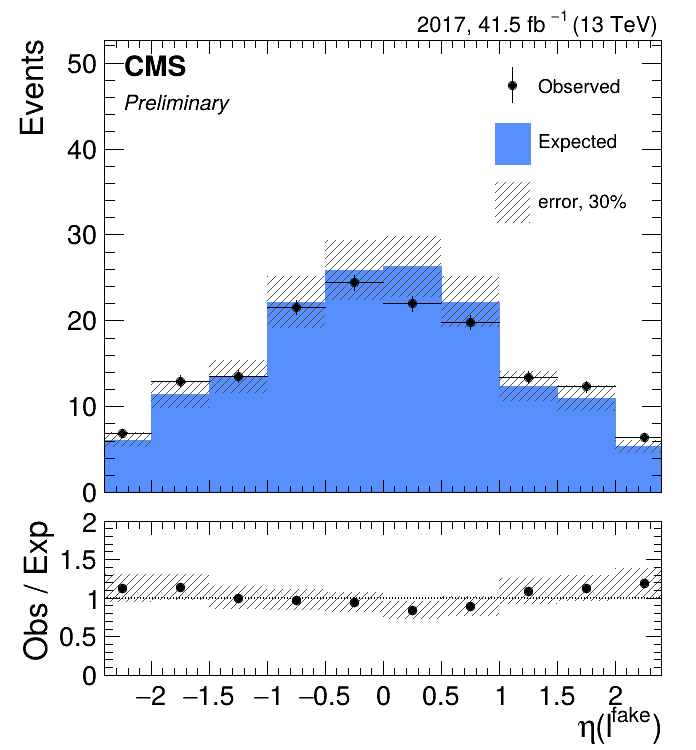 2017, 41.5 fb⁻¹ (13 TeV)
Events
CMS
Preliminary
Observed
Expected
error, 30%
50
40
30
20
10
0
Obs / Exp
2
1.5
1
0.5
0
−2 −1.5 −1 −0.5 0 0.5 1 1.5 2
η(l^fake)